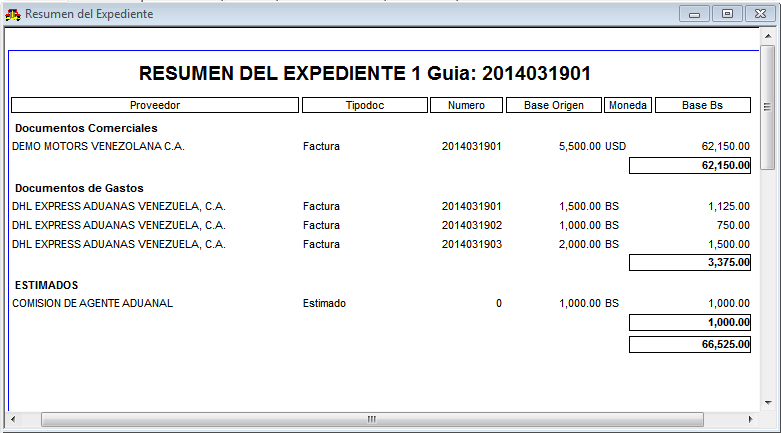 Resumen del Expediente
RESUMEN DEL EXPEDIENTE 1 Guia: 2014031901
Proveedor Tipodoc Numero Base Origen Moneda Base Bs
Documentos Comerciales
DEMO MOTORS VENEZOLANA C.A. Factura 2014031901 5,500.00 USD 62,150.00
62,150.00
Documentos de Gastos
DHL EXPRESS ADUANAS VENEZUELA, C.A. Factura 2014031901 1,500.00 BS 1,125.00
DHL EXPRESS ADUANAS VENEZUELA, C.A. Factura 2014031902 1,000.00 BS 750.00
DHL EXPRESS ADUANAS VENEZUELA, C.A. Factura 2014031903 2,000.00 BS 1,500.00
3,375.00
ESTIMADOS
COMISION DE AGENTE ADUANAL Estimado 0 1,000.00 BS 1,000.00
1,000.00
66,525.00